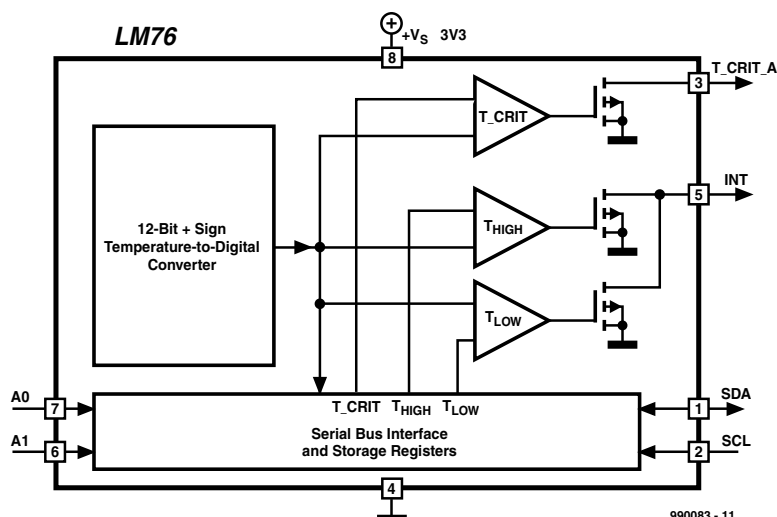 LM76
+VS 3V3
8
T_CRIT_A
3
T_CRIT
INT
5
12-Bit + Sign
Temperature-to-Digital
Converter
THIGH
TLOW
A0
7
T_CRIT THIGH TLOW
SDA
1
Serial Bus Interface
and Storage Registers
A1
6
SCL
2
4
990083 - 11